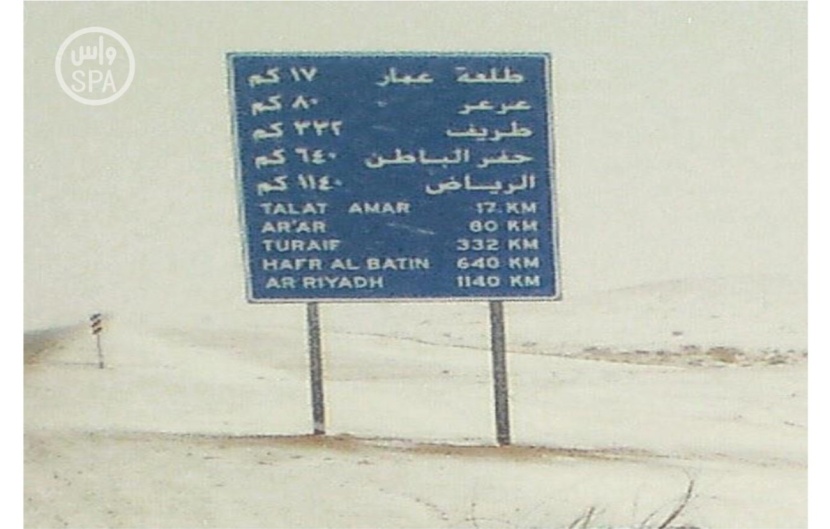 واس
SPA
طلعة عمار ١٧ كم
عرعر ٨٠ كم
طريف ٣٣٢ كم
حفر الباطن ٦٤٠ كم
الرياض ١١٤٠ كم
TALAT AMAR 17 KM
AR'AR 80 KM
TURAIF 332 KM
HAFR AL BATIN 640 KM
AR RIYADH 1140 KM